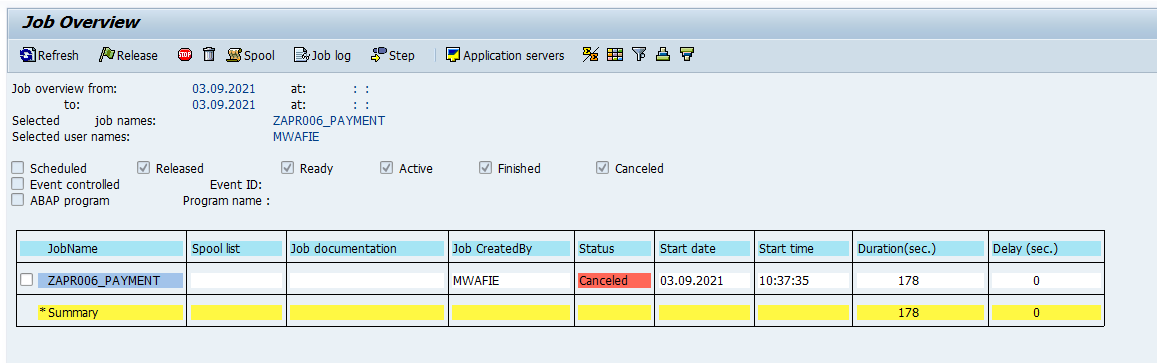 Job Overview
Refresh Release STOP Spool Job log Step Application servers
Job overview from: 03.09.2021 at: : :
to: 03.09.2021 at: : :
Selected job names: ZAPR006_PAYMENT
Selected user names: MWAFIE
Scheduled Released Ready Active Finished Canceled
Event controlled Event ID:
ABAP program Program name :
JobName Spool list Job documentation Job CreatedBy Status Start date Start time Duration(sec.) Delay (sec.)
ZAPR006_PAYMENT MWAFIE Canceled 03.09.2021 10:37:35 178 0
* Summary 178 0